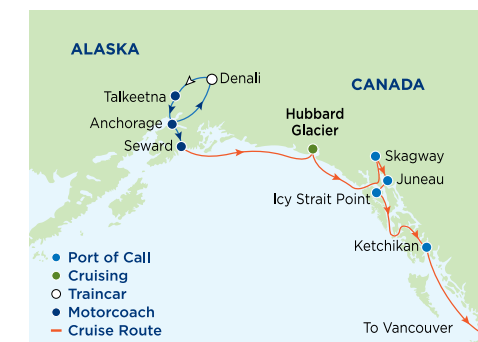 ALASKA
Denali
CANADA
Talkeetna
Hubbard
Glacier
Anchorage
Seward
Skagway
Juneau
Icy Strait Point
Ketchikan
Port of Call
Cruising
Traincar
Motorcoach
Cruise Route
To Vancouver